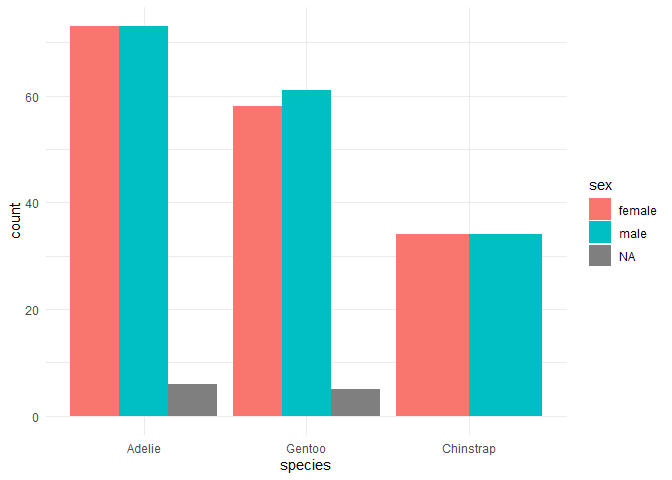 60
40
20
0
count
Adelie
Gentoo
Chinstrap
species
sex
female
male
NA